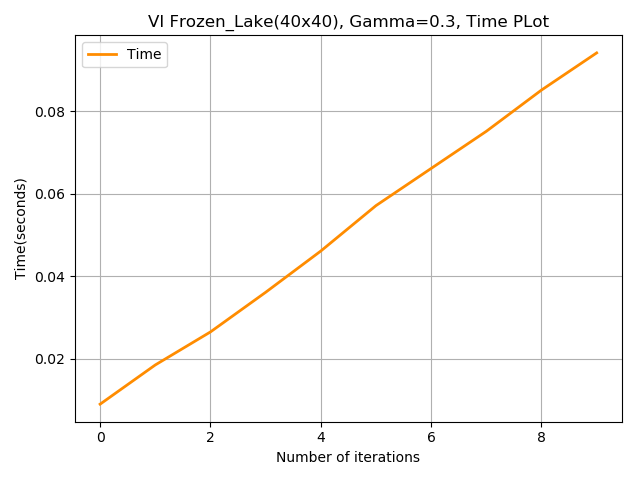 VI Frozen_Lake(40x40), Gamma=0.3, Time PLot
Time
0.08
0.06
0.04
0.02
Time(seconds)
0 2 4 6 8
Number of iterations